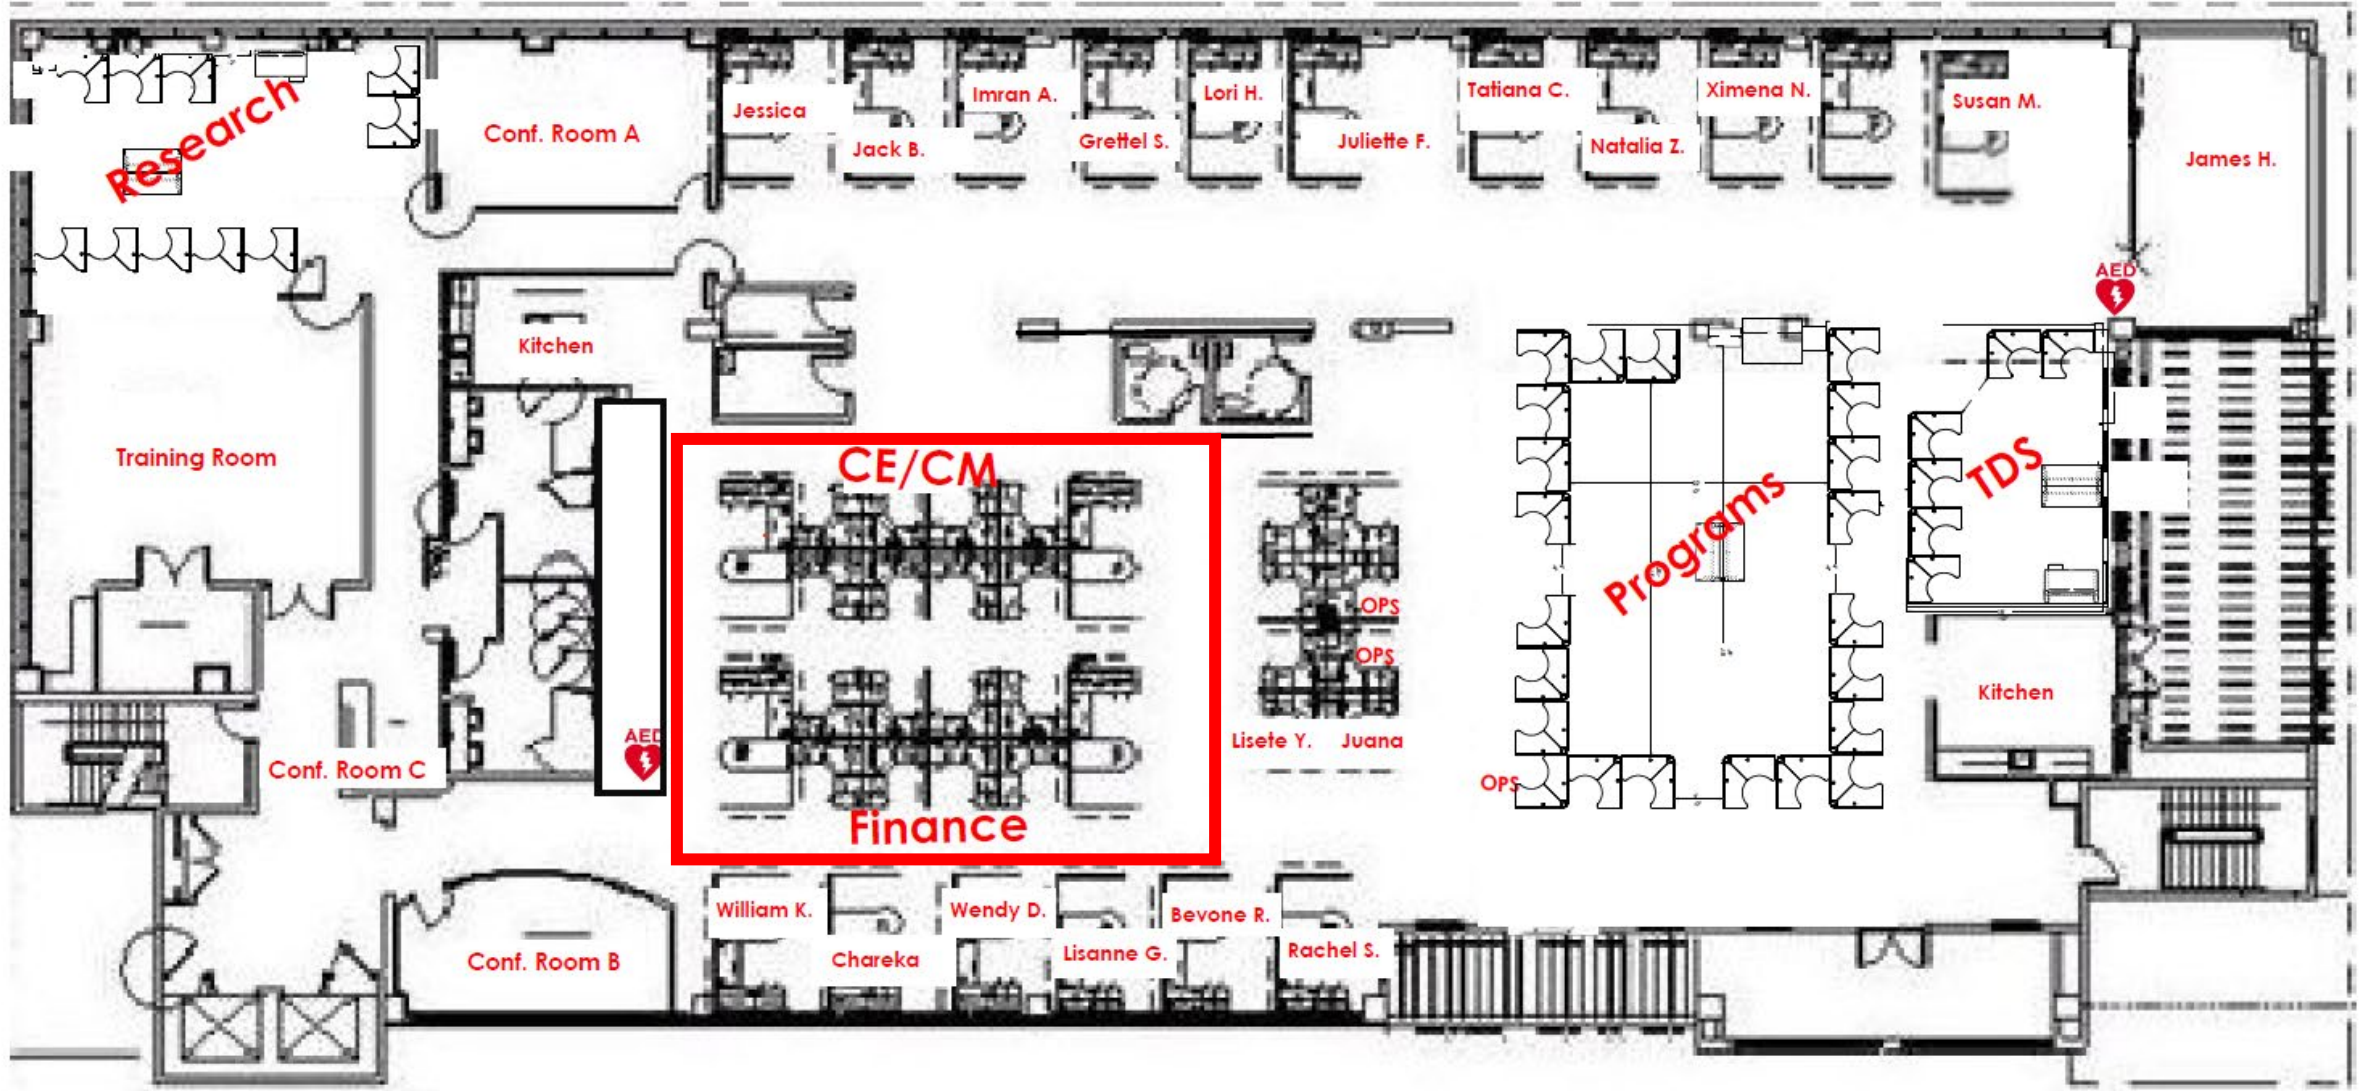 Research
Conf. Room A
Jessica
Jack B.
Imran A.
Grettel S.
Lori H.
Juliette F.
Tatiana C.
Natalia Z.
Ximena N.
Susan M.
James H.
AED
Kitchen
Training Room
CE/CM
Programs
TDS
OPS
OPS
Kitchen
Lisete Y.
Juana
OPS
AED
Conf. Room C
Finance
William K.
Chareka
Wendy D.
Lisanne G.
Bevone R.
Rachel S.
Conf. Room B